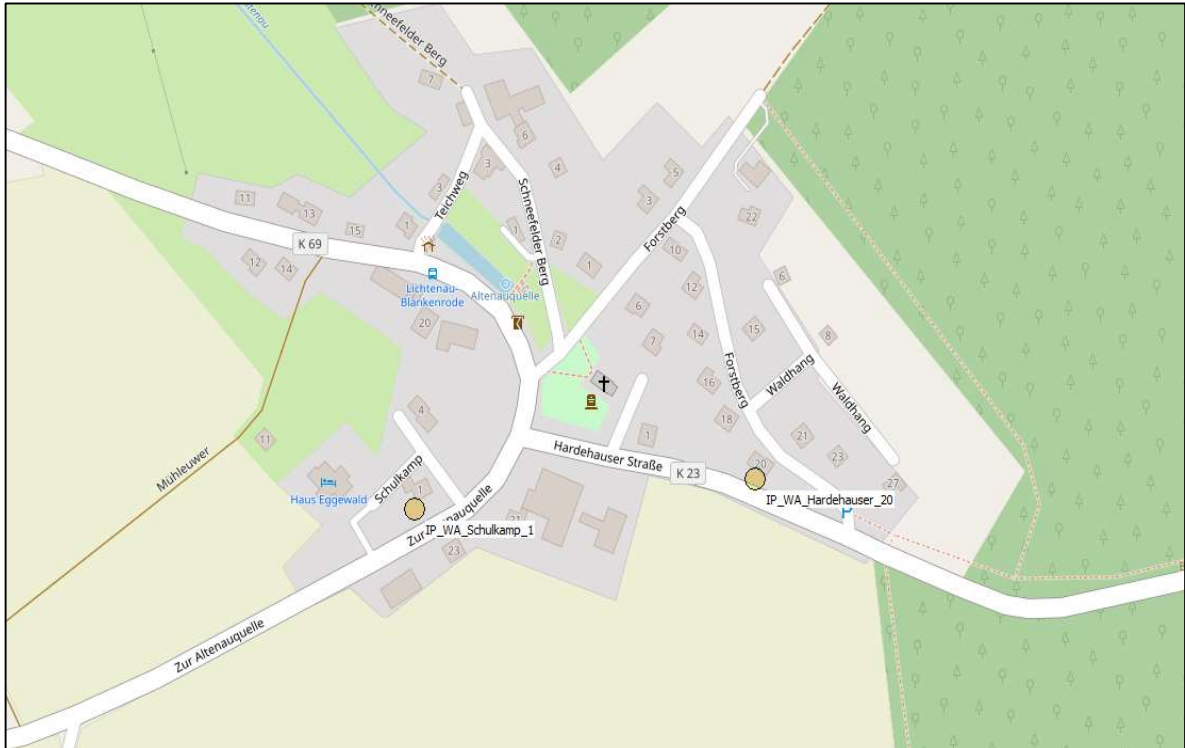 Schneefelder Berg
7
6
3
4
3
Teichweg
Schneefelder Berg
5
3
Forstberg
22
11
13
15
1
1
2
1
10
K 69
12
14
Lichtenau-
Blankenrode
Altenauquelle
20
6
12
6
7
14
15
8
16
Forstberg
Waldhang
Waldhang
18
4
11
1
21
23
Mühleuwer
Haus Eggewald
Schulkamp
1
Hardehauser Straße
K 23
20
27
IP_WA_Hardehauser_20
P
Zur Altenauquelle
IP_WA_Schulkamp_1
21
23
Zur Altenauquelle